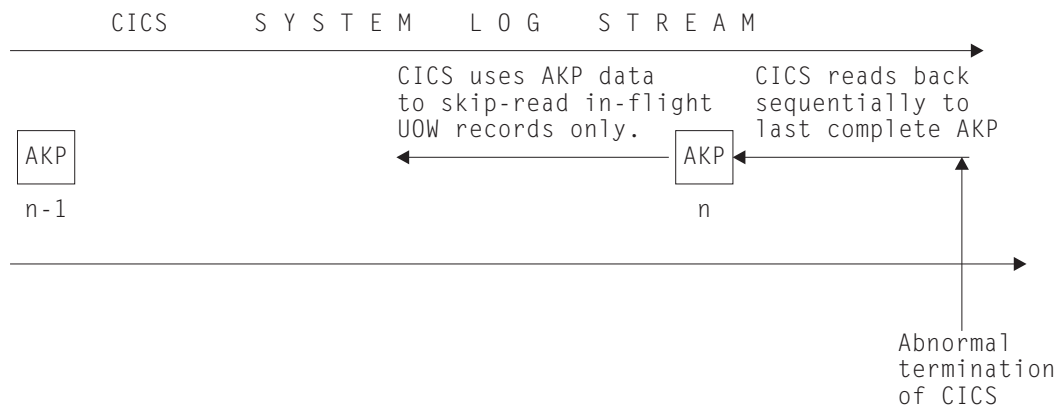 CICS SYSTEM LOG STREAM
CICS uses AKP data
to skip-read in-flight
UOW records only.
CICS reads back
sequentially to
last complete AKP
AKP
AKP
n-1
n
Abnormal
termination
of CICS